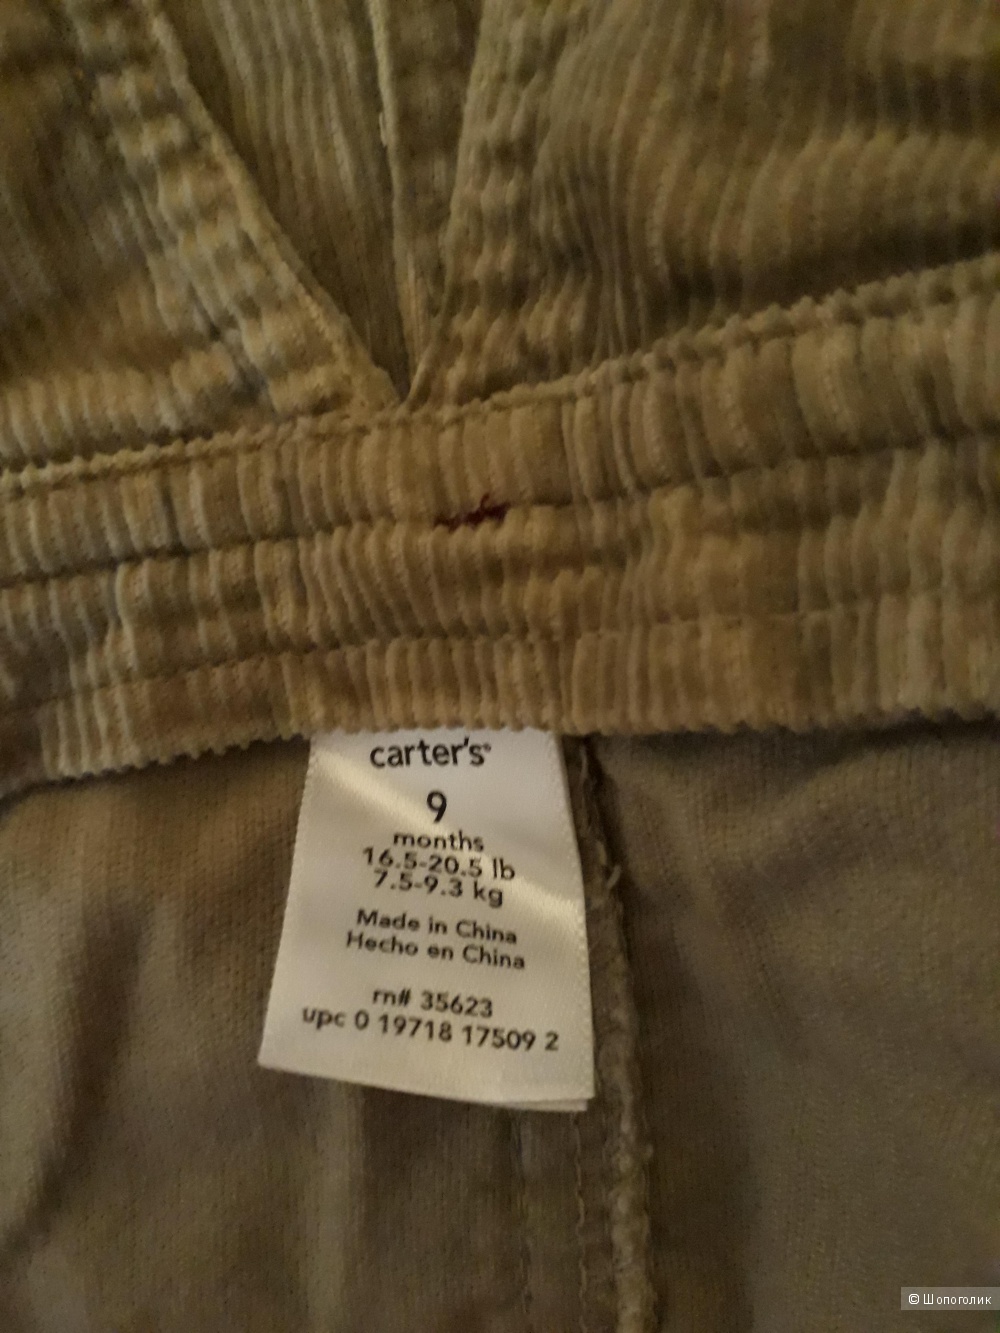 carter's®
9
months
16.5-20.5 lb
7.5-9.3 kg
Made in China
Hecho en China
rn# 35623
upc 0 19718 17509 2
© Шопоголик